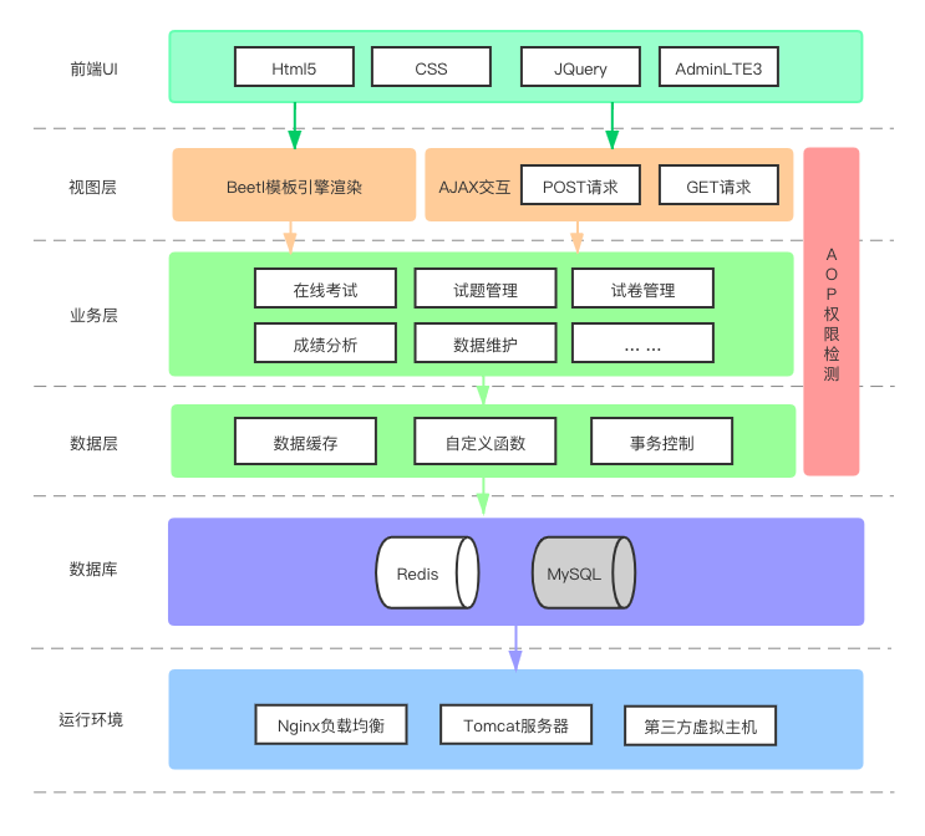 前端UI
Html5
CSS
JQuery
AdminLTE3
视图层
Beetl模板引擎渲染
AJAX交互
POST请求
GET请求
AOP权限检测
业务层
在线考试
试题管理
试卷管理
成绩分析
数据维护
... ...
数据层
数据缓存
自定义函数
事务控制
数据库
Redis
MySQL
运行环境
Nginx负载均衡
Tomcat服务器
第三方虚拟主机